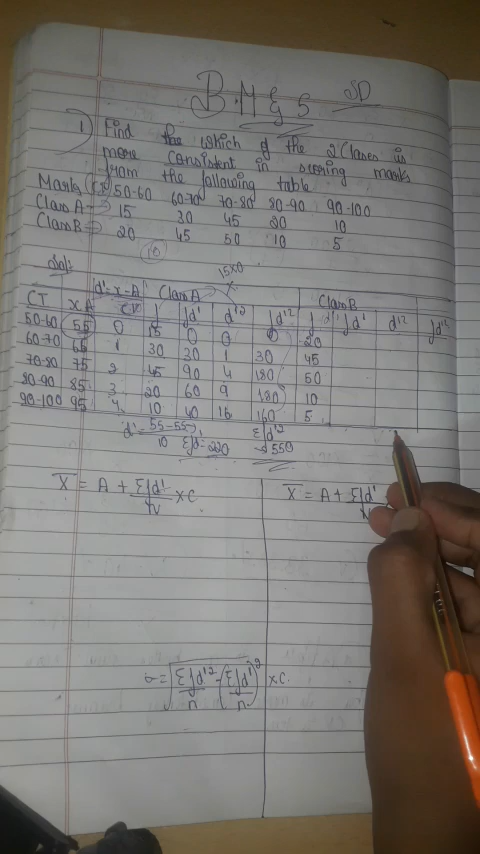 B.M & S SD
1) Find the which of the 2 Classes is
more consistent in scoring marks
from the following table
Marks 50-60 60-70 70-80 80-90 90-100
Class A → 15 30 45 20 10
Class B → 20 45 50 10 5
10
15x0
Sol:
d' = x-A Class A Class B
CI x A f fd' d'2 fd'2 f d' fd' d'2 fd'2
50-60 55 0 15 0 0 0 20
60-70 65 1 30 30 1 30 45
70-80 75 2 45 90 4 180 50
80-90 85 3 20 60 9 180 10
90-100 95 4 10 40 16 160 5
d' = 55-55 Σfd'2
10 Σfd' = 220 = 550
X̄ = A + Σfd' x C X̄ = A + Σfd'
N N
σ = √Σfd'2/n - (Σfd'/n)2 x C.